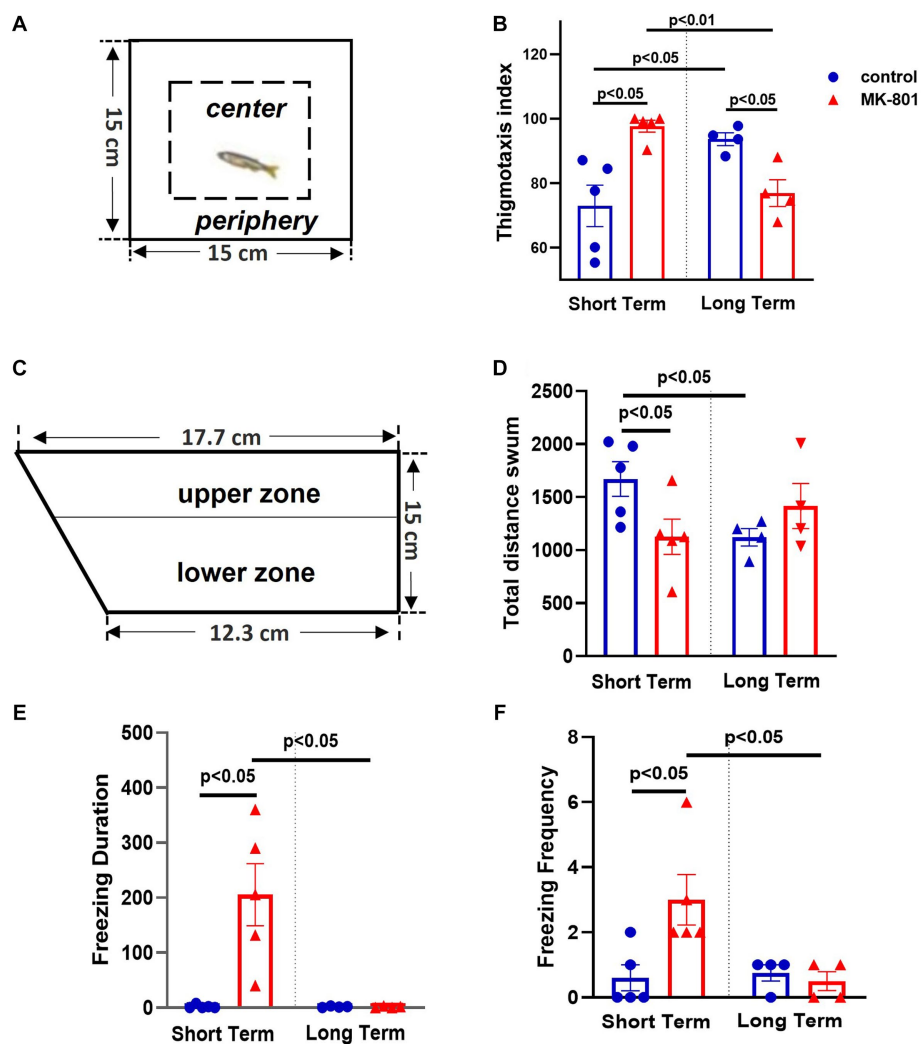 A
15 cm
center
periphery
15 cm
B
Thigmotaxis index
120
100
80
60
p<0.01
p<0.05
p<0.05
p<0.05
Short Term
Long Term
control
MK-801
C
17.7 cm
upper zone
lower zone
15 cm
12.3 cm
D
Total distance swum
2500
2000
1500
1000
500
0
p<0.05
p<0.05
Short Term
Long Term
E
Freezing Duration
500
400
300
200
100
0
p<0.05
p<0.05
Short Term
Long Term
F
Freezing Frequency
8
6
4
2
0
p<0.05
p<0.05
Short Term
Long Term